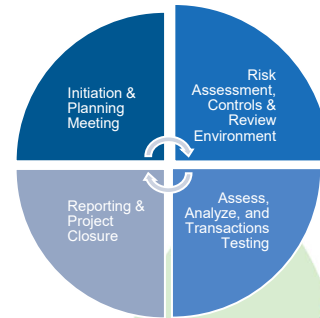 Initiation &
Planning
Meeting
Risk
Assessment,
Controls &
Review
Environment
Reporting &
Project
Closure
Assess,
Analyze, and
Transactions
Testing